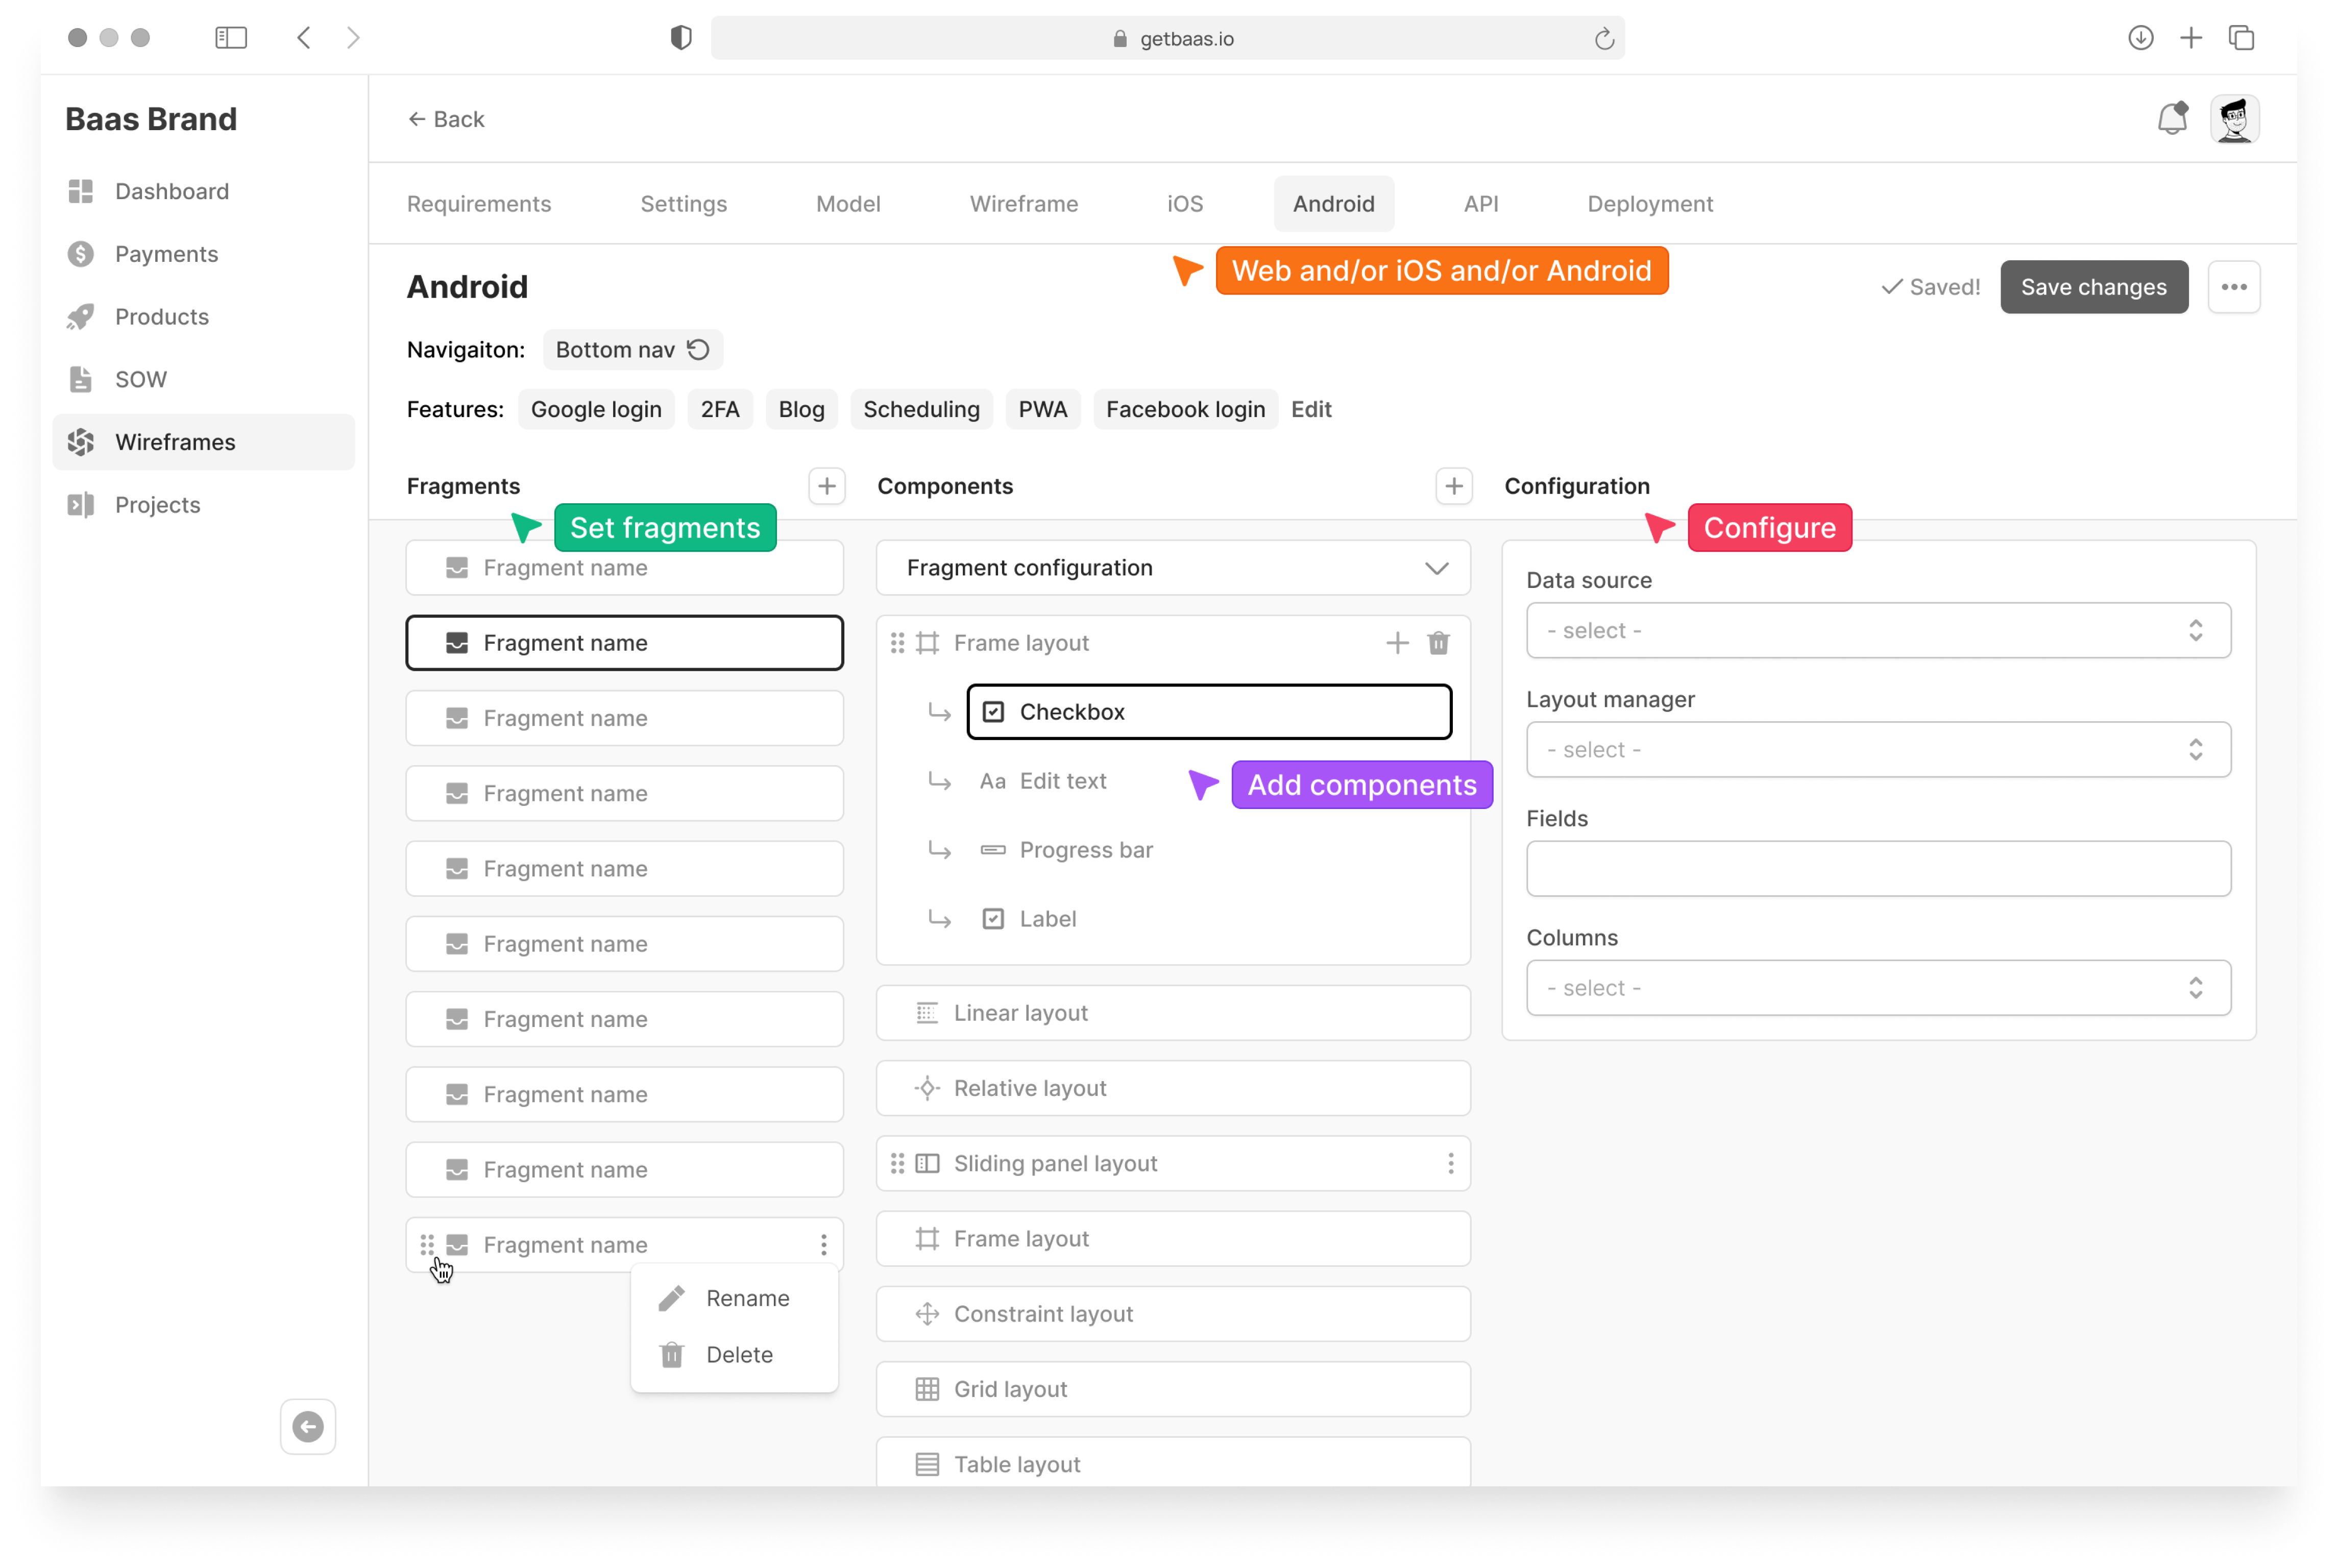 getbaas.io
Baas Brand
Dashboard
Payments
Products
SOW
Wireframes
Projects
Back
Requirements Settings Model Wireframe iOS Android API Deployment
Web and/or iOS and/or Android
Android
Saved! Save changes
Navigaiton: Bottom nav
Features: Google login 2FA Blog Scheduling PWA Facebook login Edit
Fragments
Set fragments
Fragment name
Fragment name
Fragment name
Fragment name
Fragment name
Fragment name
Fragment name
Fragment name
Fragment name
Fragment name
Rename
Delete
Components
Fragment configuration
Frame layout
Checkbox
Aa Edit text
Add components
Progress bar
Label
Linear layout
Relative layout
Sliding panel layout
Frame layout
Constraint layout
Grid layout
Table layout
Configuration
Configure
Data source
- select -
Layout manager
- select -
Fields
Columns
- select -